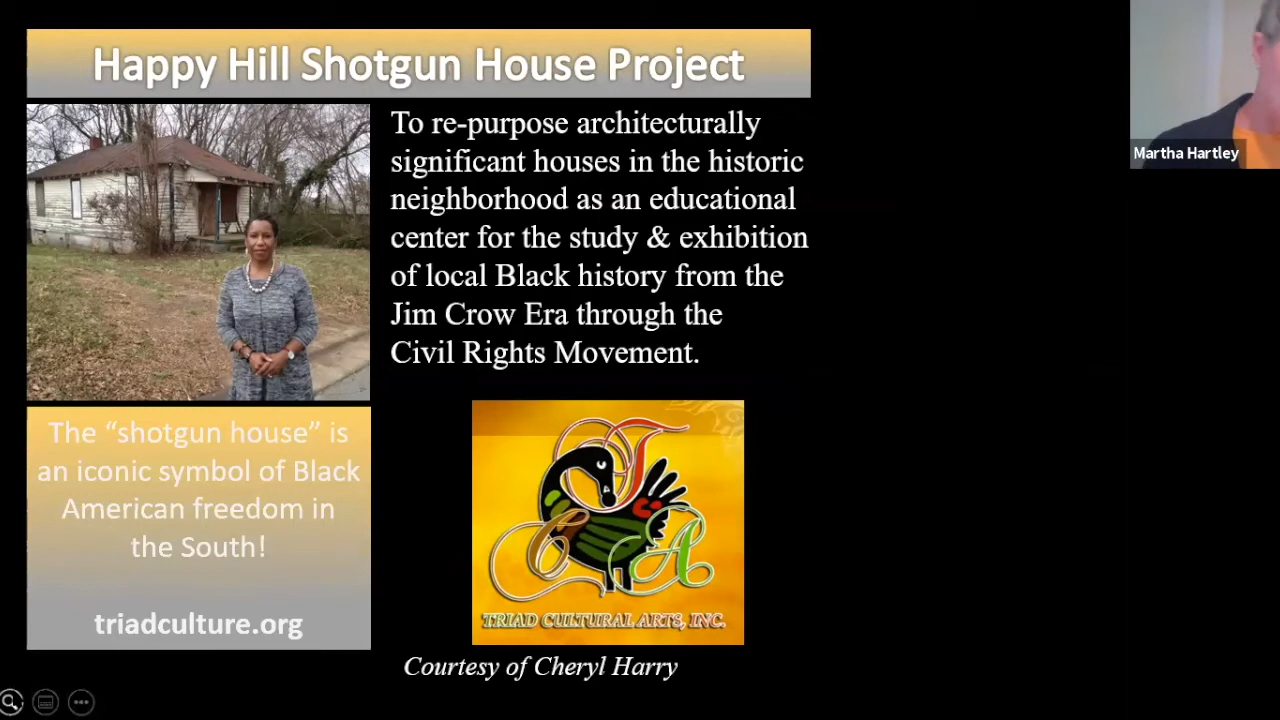 Happy Hill Shotgun House Project
To re-purpose architecturally
significant houses in the historic
neighborhood as an educational
center for the study & exhibition
of local Black history from the
Jim Crow Era through the
Civil Rights Movement.
Martha Hartley
The “shotgun house” is
an iconic symbol of Black
American freedom in
the South!
triadculture.org
T
C A
TRIAD CULTURAL ARTS, INC.
Courtesy of Cheryl Harry